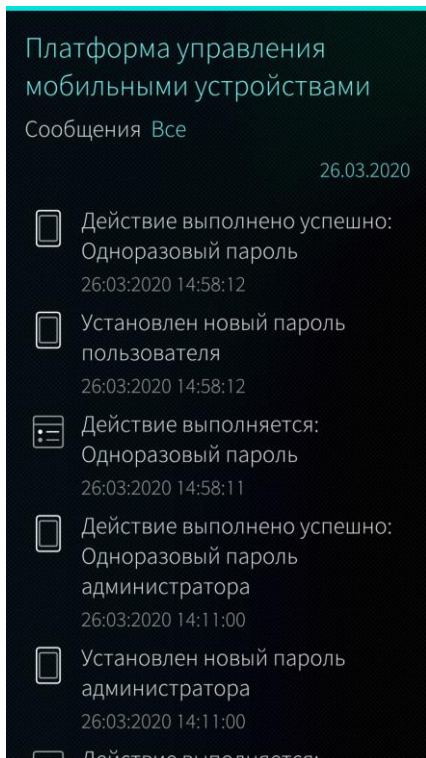 Платформа управления
мобильными устройствами
Сообщения Все
26.03.2020
Действие выполнено успешно:
Одноразовый пароль
26:03:2020 14:58:12
Установлен новый пароль
пользователя
26:03:2020 14:58:12
Действие выполняется:
Одноразовый пароль
26:03:2020 14:58:11
Действие выполнено успешно:
Одноразовый пароль
администратора
26:03:2020 14:11:00
Установлен новый пароль
администратора
26:03:2020 14:11:00
Действие выполняется: